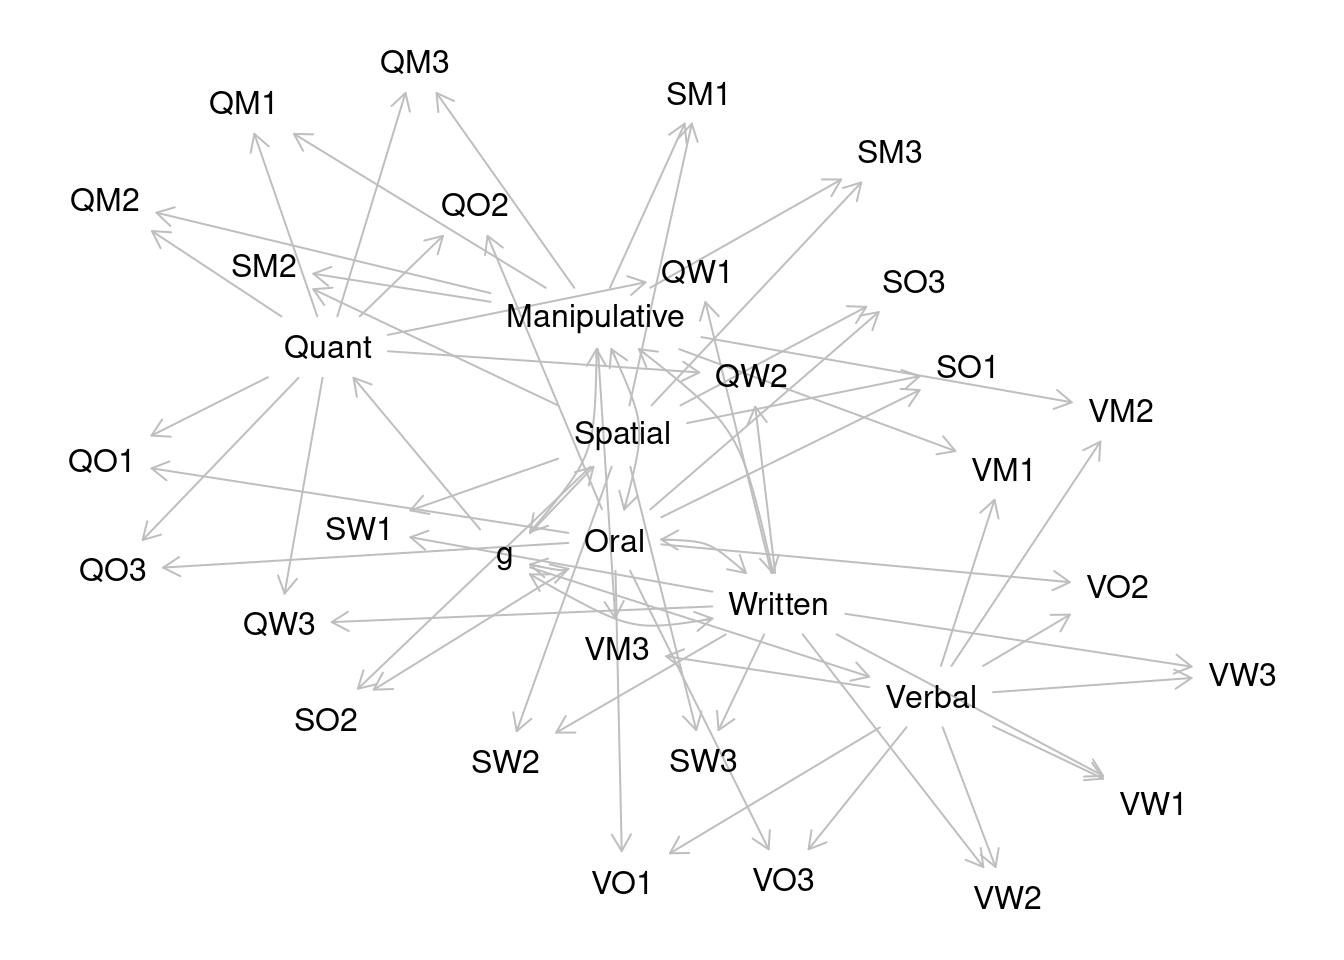 QM3
SM1
QM1
SM3
QM2
QO2
SM2
QW1
SO3
Manipulative
Quant
SO1
QW2
VM2
Spatial
QO1
VM1
SW1
Oral
g
QO3
VO2
Written
QW3
VM3
VW3
Verbal
SO2
SW2
SW3
VW1
VO1
VO3
VW2